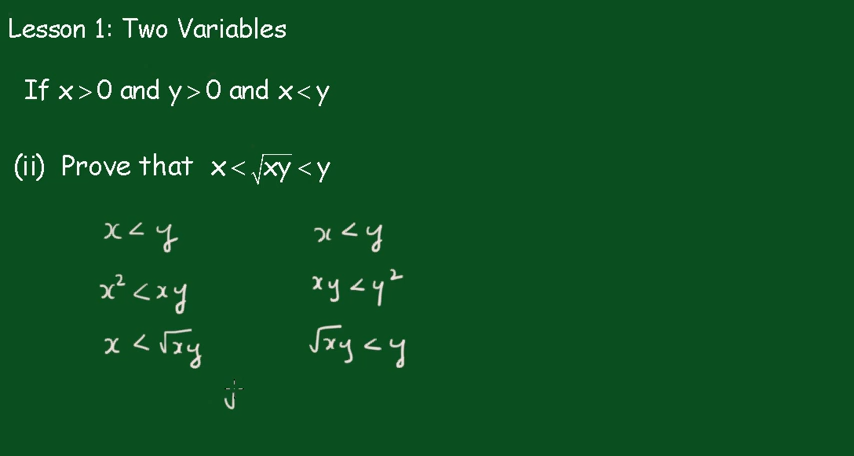 Lesson 1: Two Variables
If x > 0 and y > 0 and x < y
(ii) Prove that x < √xy < y
x < y x < y
x² < xy xy < y²
x < √xy √xy < y
√